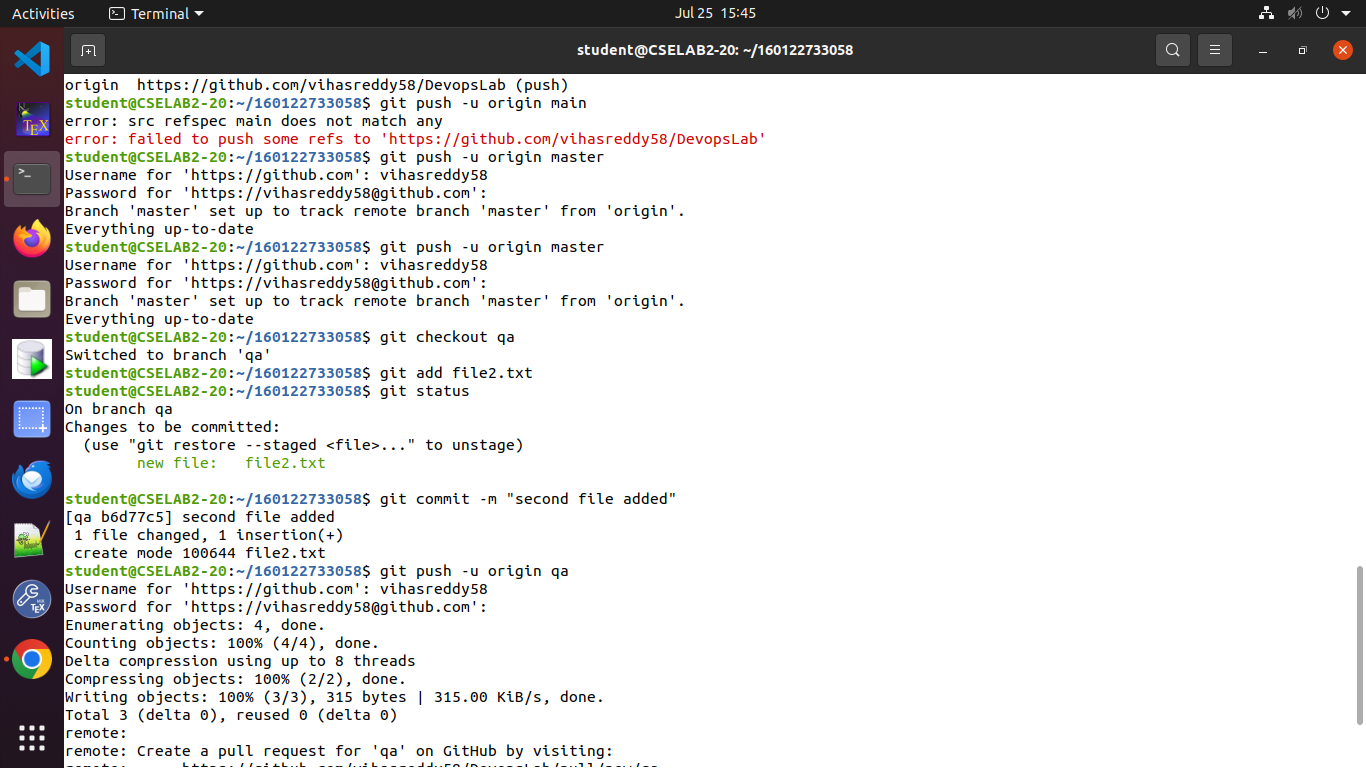 Activities
Terminal
Jul 25 15:45
student@CSELAB2-20: ~/160122733058
origin  https://github.com/vihasreddy58/DevopsLab (push)
student@CSELAB2-20:~/160122733058$ git push -u origin main
error: src refspec main does not match any
error: failed to push some refs to 'https://github.com/vihasreddy58/DevopsLab'
student@CSELAB2-20:~/160122733058$ git push -u origin master
Username for 'https://github.com': vihasreddy58
Password for 'https://vihasreddy58@github.com':
Branch 'master' set up to track remote branch 'master' from 'origin'.
Everything up-to-date
student@CSELAB2-20:~/160122733058$ git push -u origin master
Username for 'https://github.com': vihasreddy58
Password for 'https://vihasreddy58@github.com':
Branch 'master' set up to track remote branch 'master' from 'origin'.
Everything up-to-date
student@CSELAB2-20:~/160122733058$ git checkout qa
Switched to branch 'qa'
student@CSELAB2-20:~/160122733058$ git add file2.txt
student@CSELAB2-20:~/160122733058$ git status
On branch qa
Changes to be committed:
  (use "git restore --staged <file>..." to unstage)
        new file:   file2.txt
student@CSELAB2-20:~/160122733058$ git commit -m "second file added"
[qa b6d77c5] second file added
 1 file changed, 1 insertion(+)
 create mode 100644 file2.txt
student@CSELAB2-20:~/160122733058$ git push -u origin qa
Username for 'https://github.com': vihasreddy58
Password for 'https://vihasreddy58@github.com':
Enumerating objects: 4, done.
Counting objects: 100% (4/4), done.
Delta compression using up to 8 threads
Compressing objects: 100% (2/2), done.
Writing objects: 100% (3/3), 315 bytes | 315.00 KiB/s, done.
Total 3 (delta 0), reused 0 (delta 0)
remote:
remote: Create a pull request for 'qa' on GitHub by visiting: